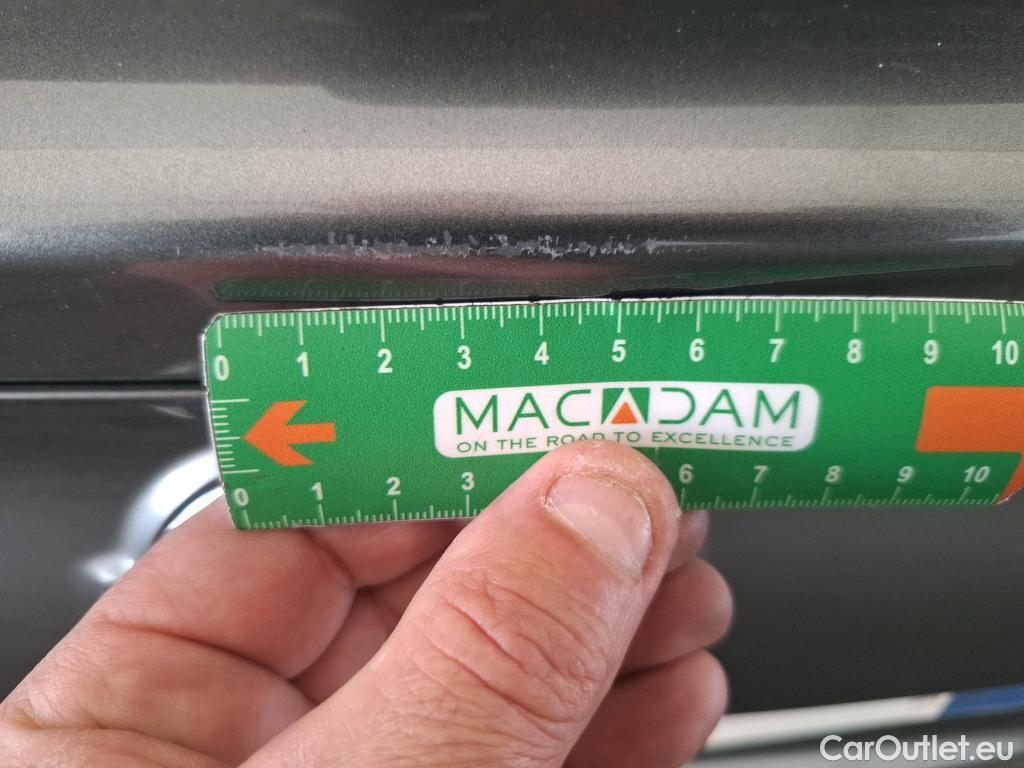 0 1 2 3 4 5 6 7 8 9 10
MACADAM
ON THE ROAD TO EXCELLENCE
0 1 2 3 6 7 8 9 10
CarOutlet.eu